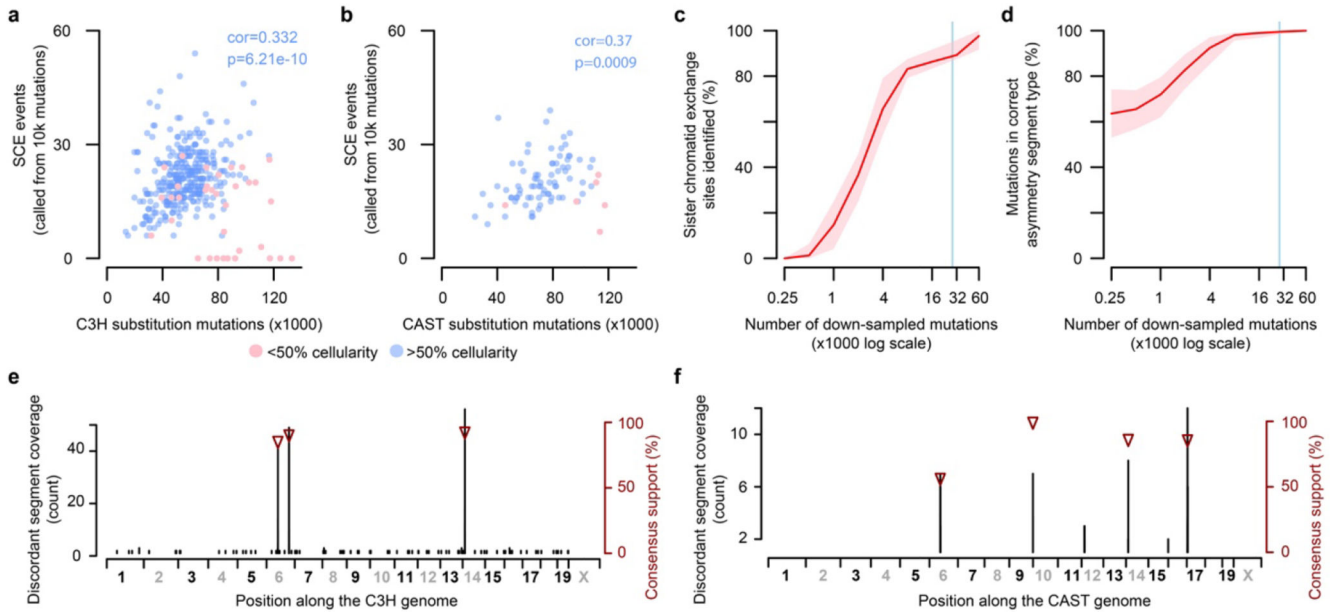 a
b
c
d
60
30
0
SCE events
(called from 10k mutations)
cor=0.332
p=6.21e-10
0 40 80 120
C3H substitution mutations (x1000)
60
30
0
SCE events
(called from 10k mutations)
cor=0.37
p=0.0009
0 40 80 120
CAST substitution mutations (x1000)
<50% cellularity >50% cellularity
Sister chromatid exchange
sites identified (%)
100
80
40
0
0.25 1 4 16 32 60
Number of down-sampled mutations
(x1000 log scale)
Mutations in correct
asymmetry segment type (%)
100
80
40
0
0.25 1 4 16 32 60
Number of down-sampled mutations
(x1000 log scale)
e
Discordant segment coverage
(count)
40
20
0
1 2 3 4 5 6 7 8 9 10 11 12 13 14 15 17 19 X
Position along the C3H genome
100
50
0
Consensus support (%)
f
Discordant segment coverage
(count)
10
6
2
1 2 3 4 5 6 7 8 9 10 11 12 13 14 15 17 19 X
Position along the CAST genome
100
50
0
Consensus support (%)